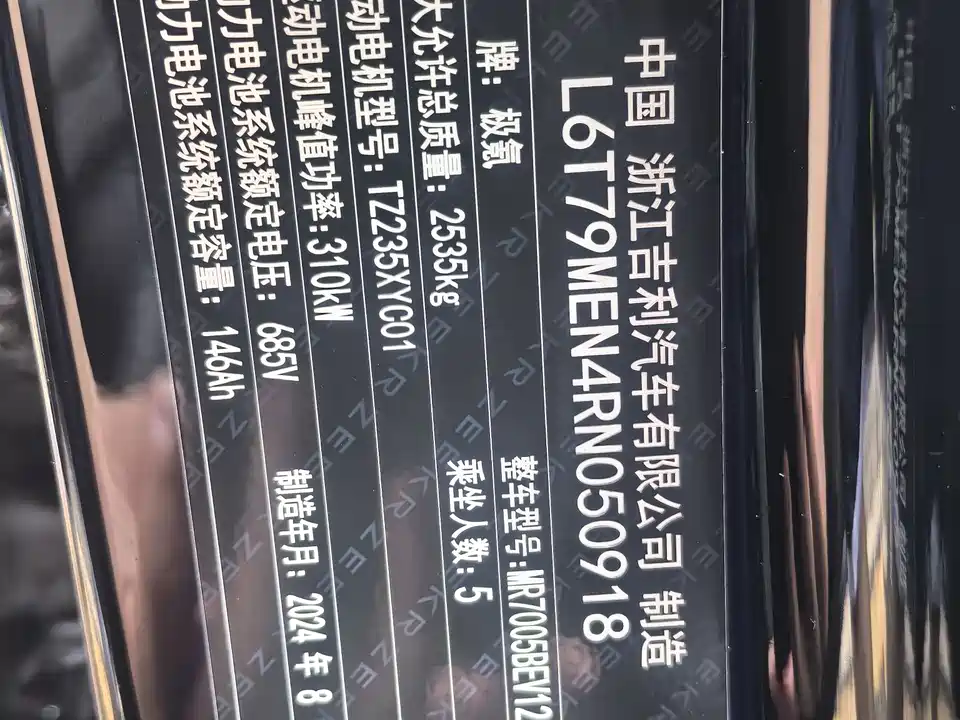 中国 浙江吉利汽车有限公司 制造
L6T79MEN4RN050918
牌: 极氪 整车型号:MR7005BEV12
大允许总质量: 2535kg 乘坐人数: 5
动电机型号: TZ235XYC01
动电机峰值功率:310kW
动力电池系统额定电压: 685V 制造年月: 2024 年 8
动力电池系统额定容量: 146Ah